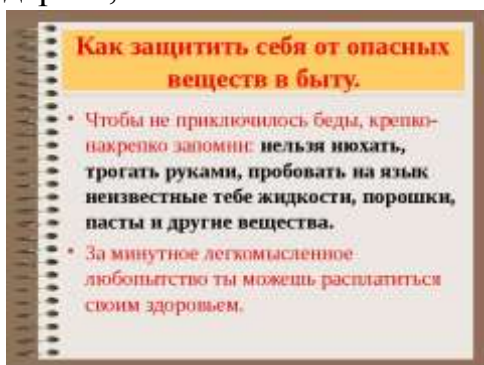 Как защитить себя от опасных
веществ в быту.
• Чтобы не приключилось беды, крепко-
накрепко запомни: нельзя нюхать,
трогать руками, пробовать на язык
неизвестные тебе жидкости, порошки,
пасты и другие вещества.
• За минутное легкомысленное
любопытство ты можешь расплатиться
своим здоровьем.